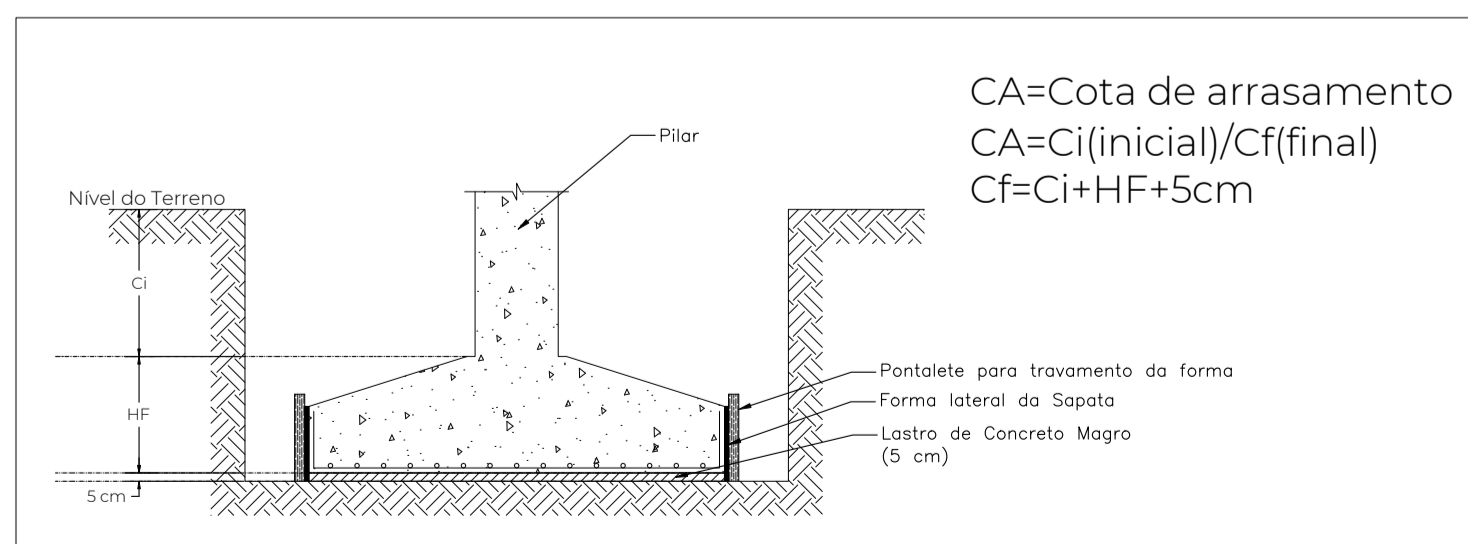 CA=Cota de arrasamento
CA=Ci(inicial)/Cf(final)
Cf=Ci+HF+5cm
Pilar
Nível do Terreno
Ci
HF
5 cm
Pontalete para travamento da forma
Forma lateral da Sapata
Lastro de Concreto Magro
(5 cm)